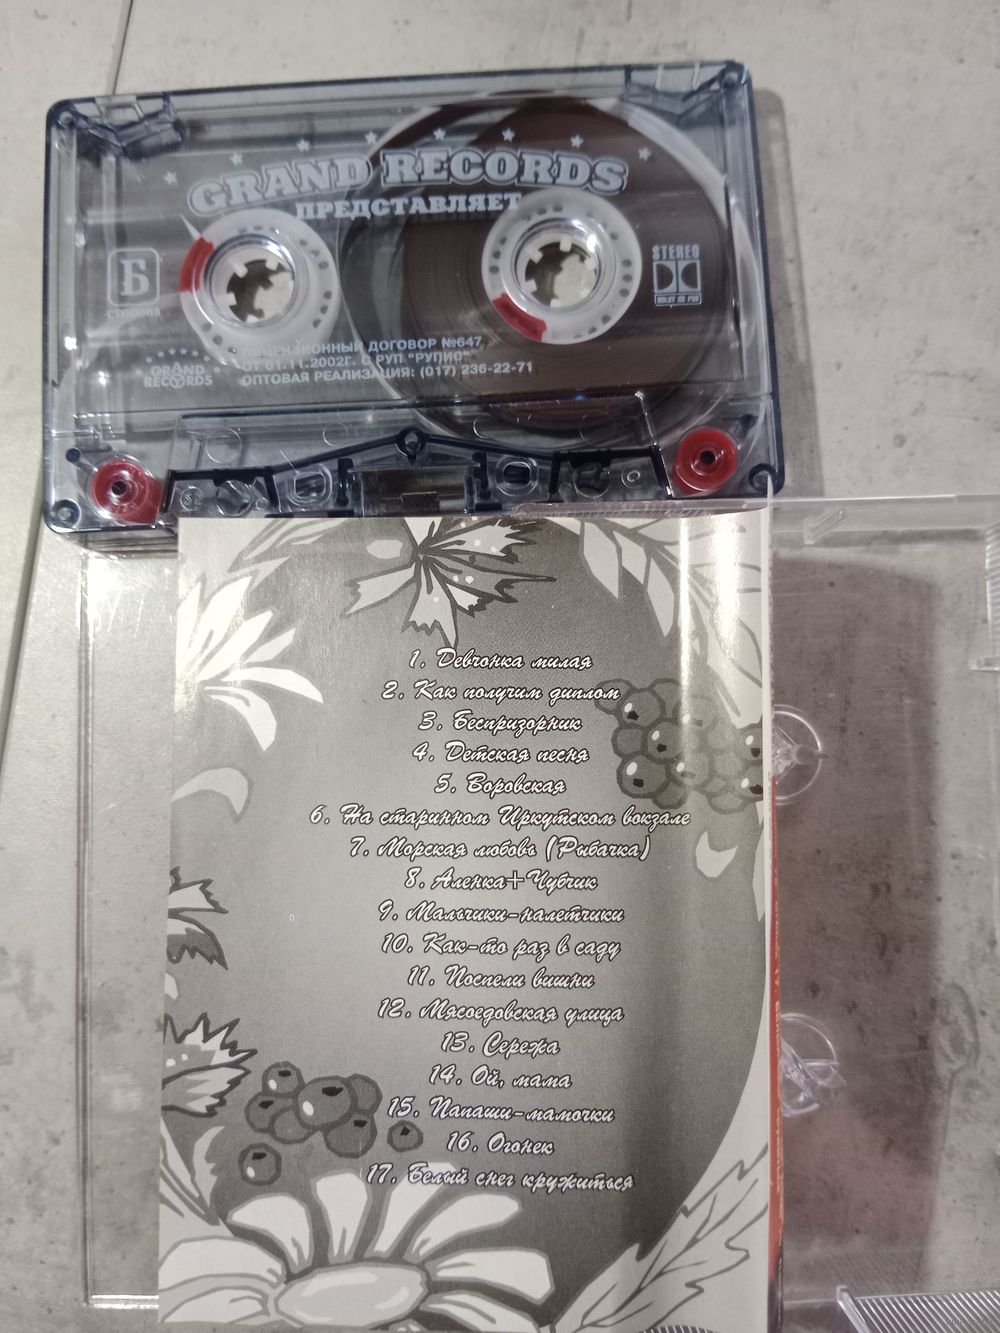 GRAND RECORDS
ПРЕДСТАВЛЯЕТ
Б
сторона
STEREO
DOLBY HX PRO
GRAND
RECORDS
ЛИЦЕНЗИОННЫЙ ДОГОВОР №647
ОТ 01.11.2002Г. С РУП "РУПИС"
ОПТОВАЯ РЕАЛИЗАЦИЯ: (017) 236-22-71
1. Девчонка милая
2. Как получим диплом
3. Беспризорник
4. Детская песня
5. Воровская
6. На старинном Иркутском вокзале
7. Морская любовь (Рыбачка)
8. Аленка+Чубчик
9. Мальчики-налетчики
10. Как-то раз в саду
11. Поспели вишни
12. Мясоедовская улица
13. Сережа
14. Ой, мама
15. Папаши-мамочки
16. Огонек
17. Белый снег кружиться